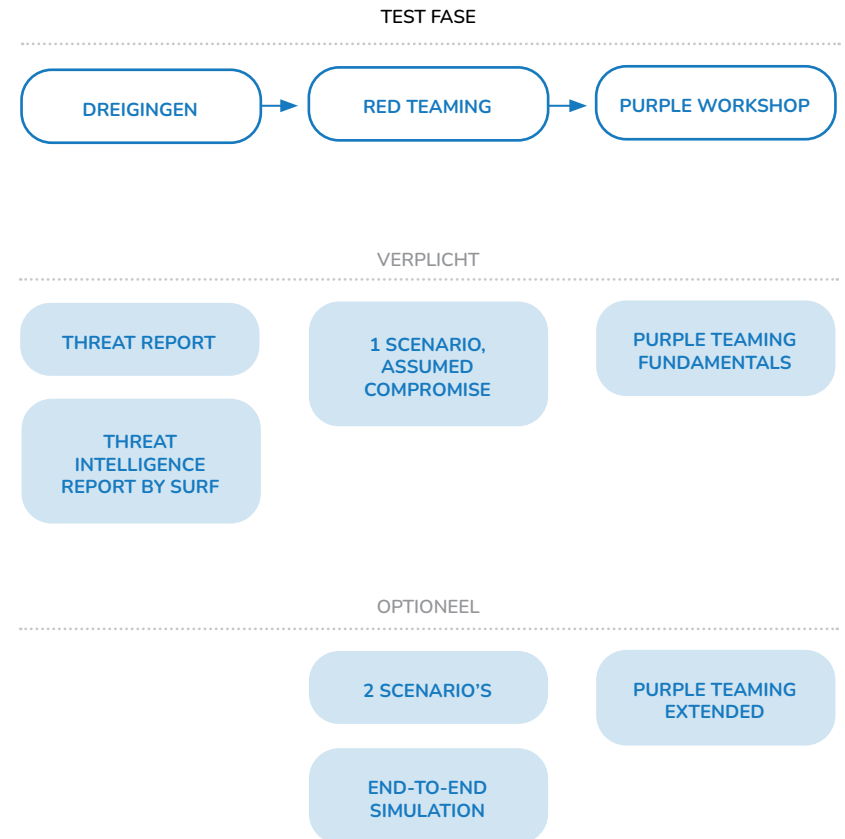 TEST FASE
DREIGINGEN
RED TEAMING
PURPLE WORKSHOP
VERPLICHT
THREAT REPORT
1 SCENARIO,
ASSUMED
COMPROMISE
PURPLE TEAMING
FUNDAMENTALS
THREAT
INTELLIGENCE
REPORT BY SURF
OPTIONEEL
2 SCENARIO’S
PURPLE TEAMING
EXTENDED
END-TO-END
SIMULATION